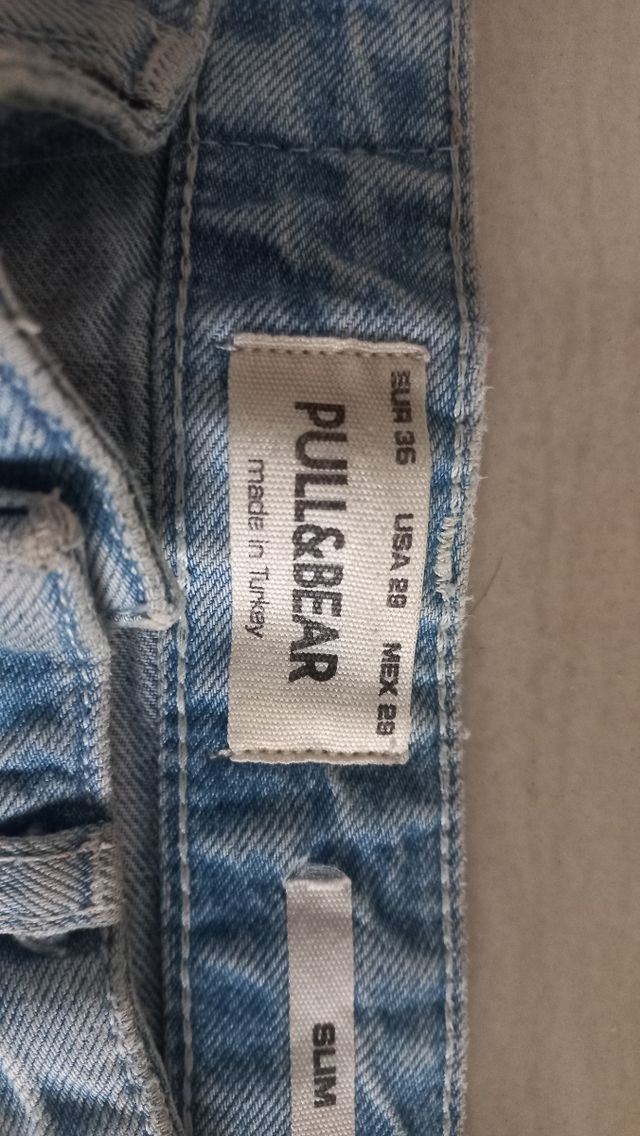 EUR 36 USA 28 MEX 28
PULL&BEAR
made in Turkey
SLIM